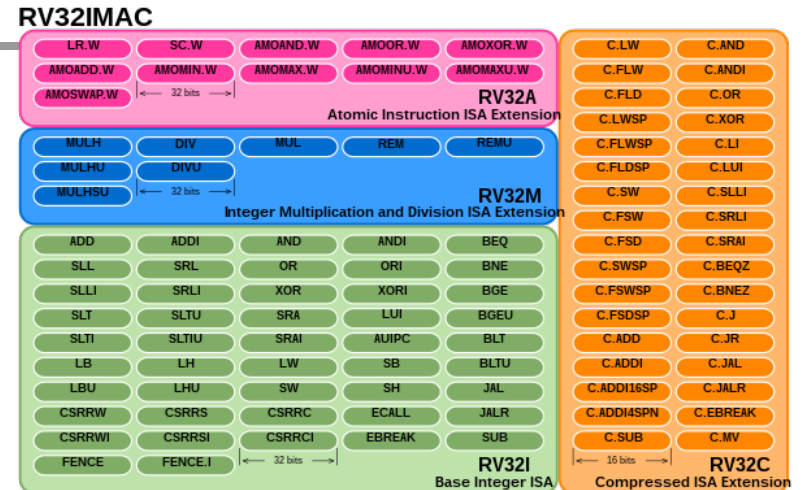 RV32IMAC
LR.W SC.W AMOAND.W AMOOR.W AMOXOR.W
AMOADD.W AMOMIN.W AMOMAX.W AMOMINU.W AMOMAXU.W
AMOSWAP.W 32 bits
RV32A
Atomic Instruction ISA Extension
MULH DIV MUL REM REMU
MULHU DIVU
MULHSU 32 bits
RV32M
Integer Multiplication and Division ISA Extension
ADD ADDI AND ANDI BEQ
SLL SRL OR ORI BNE
SLLI SRLI XOR XORI BGE
SLT SLTU SRA LUI BGEU
SLTI SLTIU SRAI AUIPC BLT
LB LH LW SB BLTU
LBU LHU SW SH JAL
CSRRW CSRRS CSRRC ECALL JALR
CSRRWI CSRRSI CSRRCI EBREAK SUB
FENCE FENCE.I 32 bits
RV32I
Base Integer ISA
C.LW C.AND
C.FLW C.ANDI
C.FLD C.OR
C.LWSP C.XOR
C.FLWSP C.LI
C.FLDSP C.LUI
C.SW C.SLLI
C.FSW C.SRLI
C.FSD C.SRAI
C.SWSP C.BEQZ
C.FSWSP C.BNEZ
C.FSDSP C.J
C.ADD C.JR
C.ADDI C.JAL
C.ADDI16SP C.JALR
C.ADDI4SPN C.EBREAK
C.SUB C.MV
16 bits
RV32C
Compressed ISA Extension